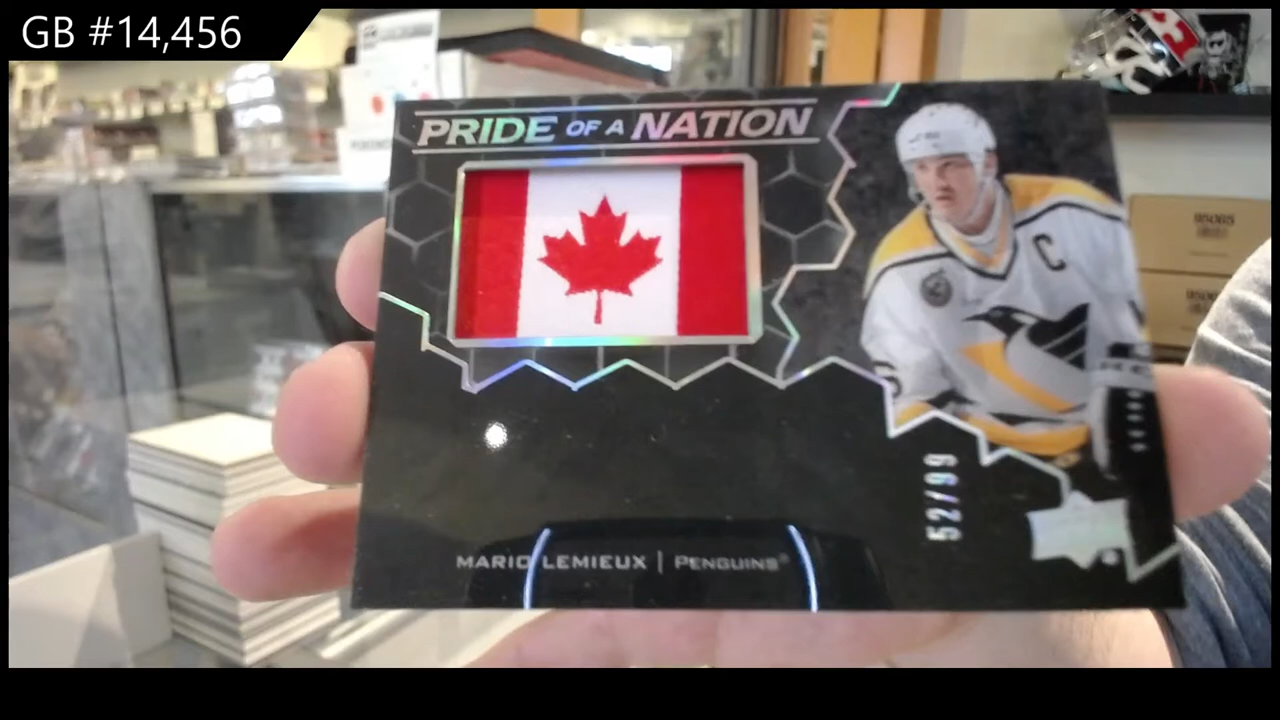 GB #14,456
PRIDE OF A NATION
C
52/99
MARIO LEMIEUX | PENGUINS